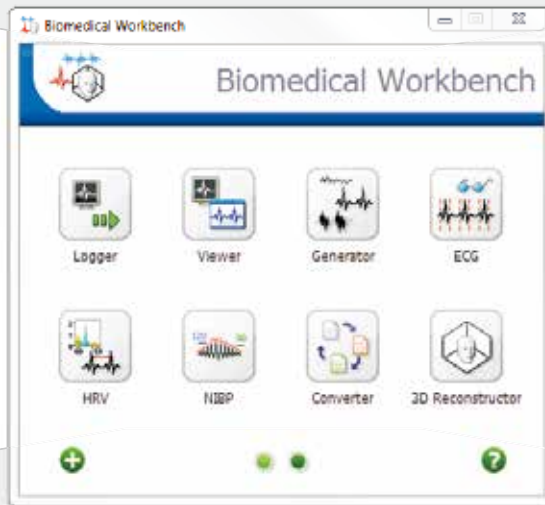 Biomedical Workbench
Biomedical Workbench
Logger Viewer Generator ECG
HRV NIBP Converter 3D Reconstructor